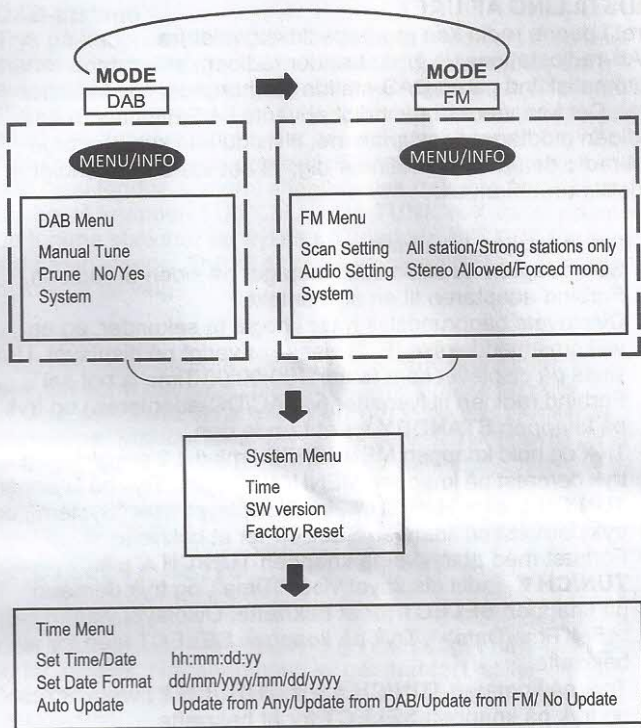 MODE
DAB
MODE
FM
MENU/INFO
DAB Menu
Manual Tune
Prune No/Yes
System
MENU/INFO
FM Menu
Scan Setting All station/Strong stations only
Audio Setting Stereo Allowed/Forced mono
System
System Menu
Time
SW version
Factory Reset
Time Menu
Set Time/Date hh:mm:dd:yy
Set Date Format dd/mm/yyyy/mm/dd/yyyy
Auto Update Update from Any/Update from DAB/Update from FM/ No Update